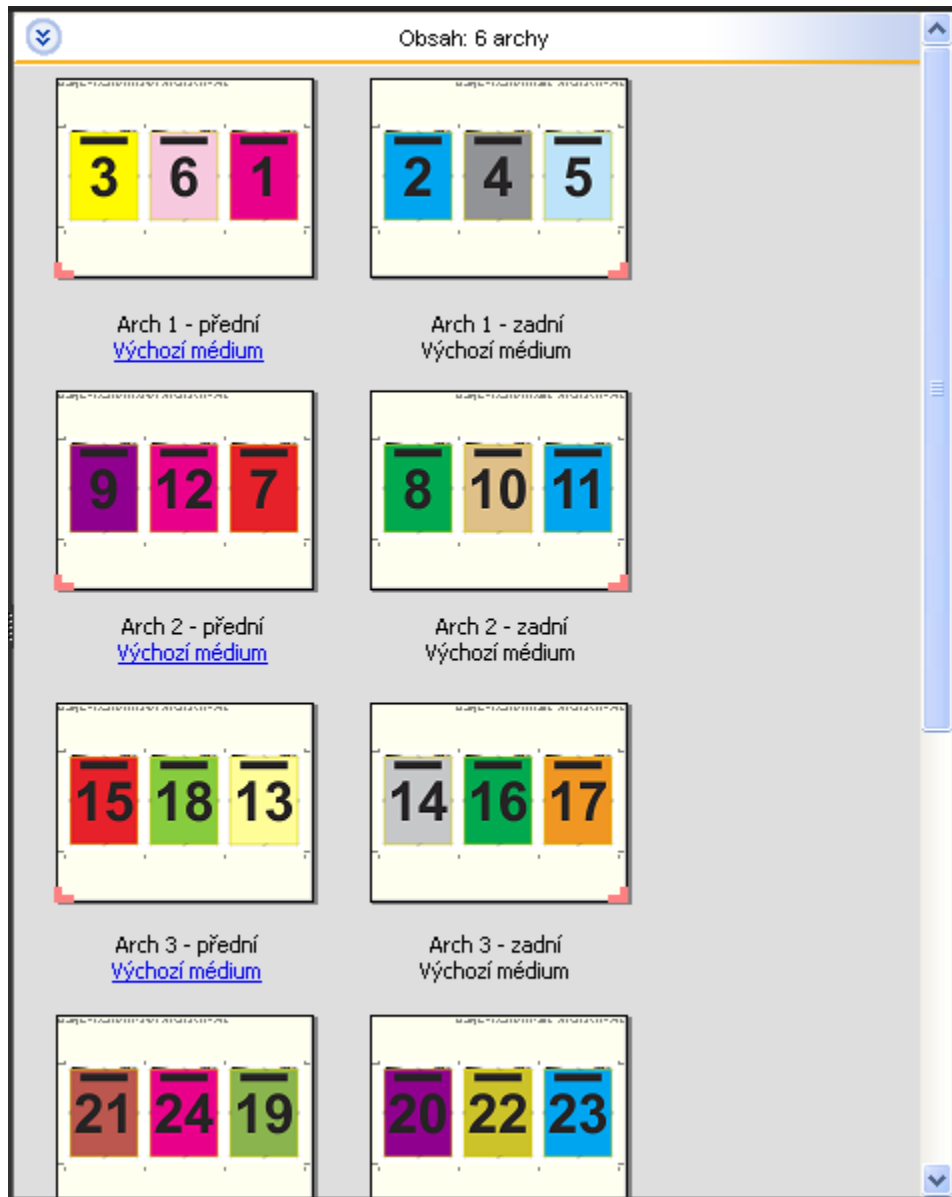 Obsah: 6 archy
3 6 1
2 4 5
Arch 1 - přední
Výchozí médium
Arch 1 - zadní
Výchozí médium
9 12 7
8 10 11
Arch 2 - přední
Výchozí médium
Arch 2 - zadní
Výchozí médium
15 18 13
14 16 17
Arch 3 - přední
Výchozí médium
Arch 3 - zadní
Výchozí médium
21 24 19
20 22 23